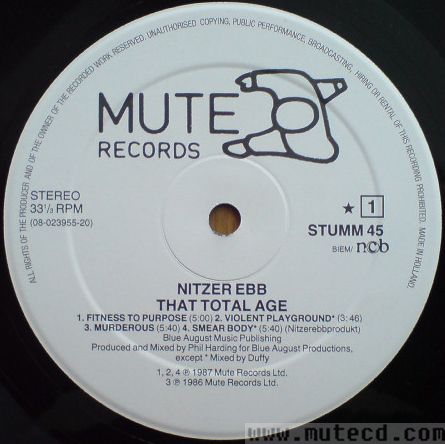 ALL RIGHTS OF THE PRODUCER AND OF THE OWNER OF THE RECORDED WORK RESERVED. UNAUTHORISED COPYING, PUBLIC PERFORMANCE, BROADCASTING, HIRING OR RENTAL OF THIS RECORDING PROHIBITED. MADE IN HOLLAND.
MUTE
RECORDS
STEREO
33⅓ RPM
(08-023955-20)
★ 1
STUMM 45
BIEM/ ncb
NITZER EBB
THAT TOTAL AGE
1. FITNESS TO PURPOSE (5:00) 2. VIOLENT PLAYGROUND* (3:46)
3. MURDEROUS (5:40) 4. SMEAR BODY* (5:40) (Nitzerebbprodukt)
Blue August Music Publishing
Produced and Mixed by Phil Harding for Blue August Productions,
except * Mixed by Duffy
1, 2, 4 ℗ 1987 Mute Records Ltd.
3 ℗ 1986 Mute Records Ltd.
www.mutecd.com